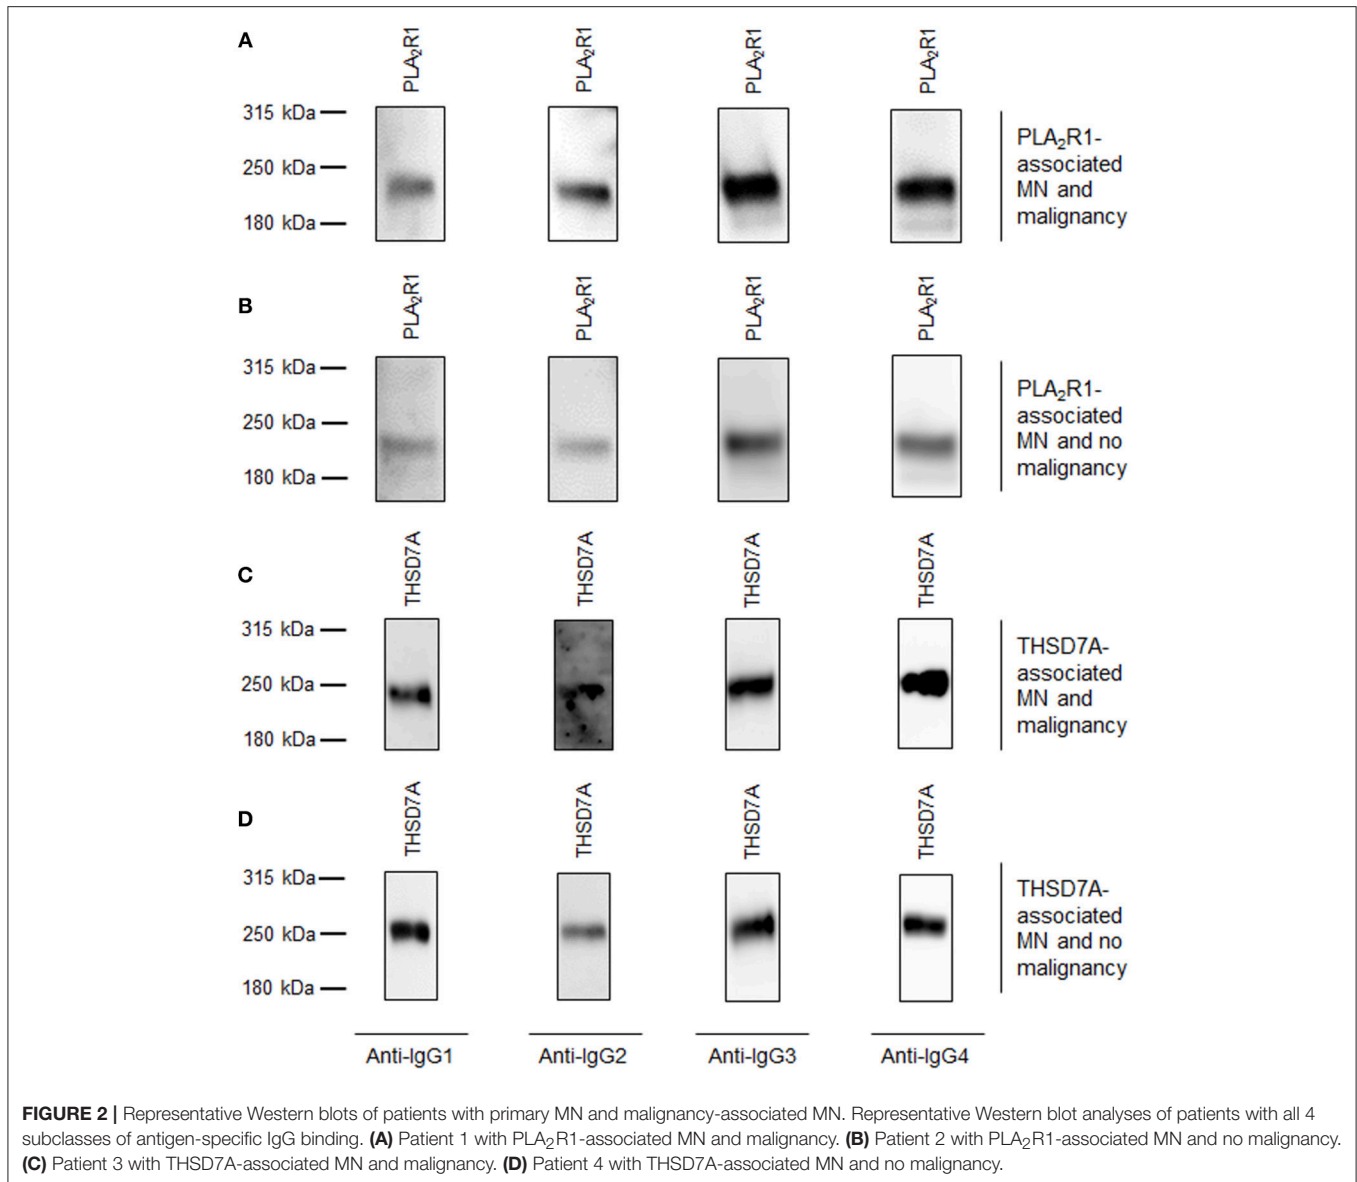 A
PLA₂R1 PLA₂R1 PLA₂R1 PLA₂R1
315 kDa
250 kDa
180 kDa
PLA₂R1-
associated
MN and
malignancy
B
PLA₂R1 PLA₂R1 PLA₂R1 PLA₂R1
315 kDa
250 kDa
180 kDa
PLA₂R1-
associated
MN and no
malignancy
C
THSD7A THSD7A THSD7A THSD7A
315 kDa
250 kDa
180 kDa
THSD7A-
associated
MN and
malignancy
D
THSD7A THSD7A THSD7A THSD7A
315 kDa
250 kDa
180 kDa
THSD7A-
associated
MN and no
malignancy
Anti-IgG1 Anti-IgG2 Anti-IgG3 Anti-IgG4
FIGURE 2 | Representative Western blots of patients with primary MN and malignancy-associated MN. Representative Western blot analyses of patients with all 4
subclasses of antigen-specific IgG binding. (A) Patient 1 with PLA₂R1-associated MN and malignancy. (B) Patient 2 with PLA₂R1-associated MN and no malignancy.
(C) Patient 3 with THSD7A-associated MN and malignancy. (D) Patient 4 with THSD7A-associated MN and no malignancy.